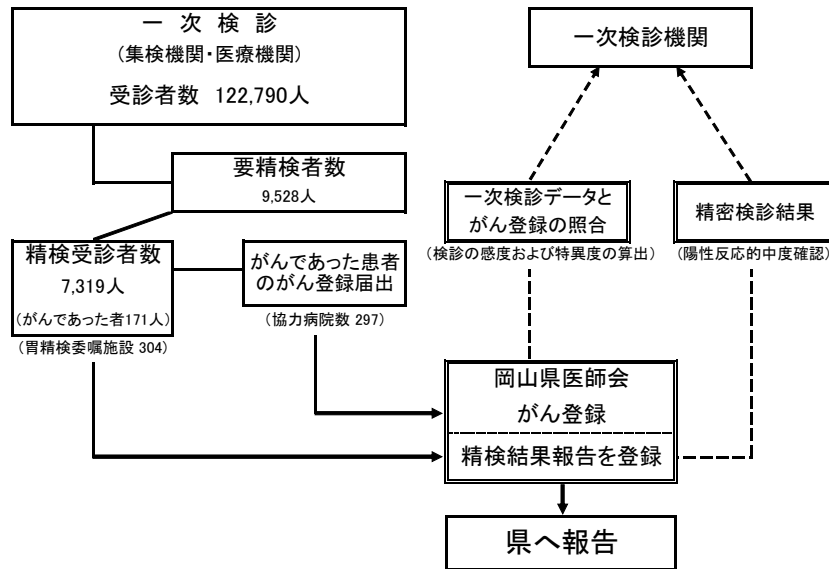 一 次 検 診
(集検機関・医療機関)
受診者数 122,790人
一次検診機関
要精検者数
9,528人
一次検診データと
がん登録の照合
(検診の感度および特異度の算出)
精密検診結果
(陽性反応的中度確認)
精検受診者数
7,319人
(がんであった者171人)
(胃精検委嘱施設 304)
がんであった患者
のがん登録届出
(協力病院数 297)
岡山県医師会
がん登録
精検結果報告を登録
県へ報告